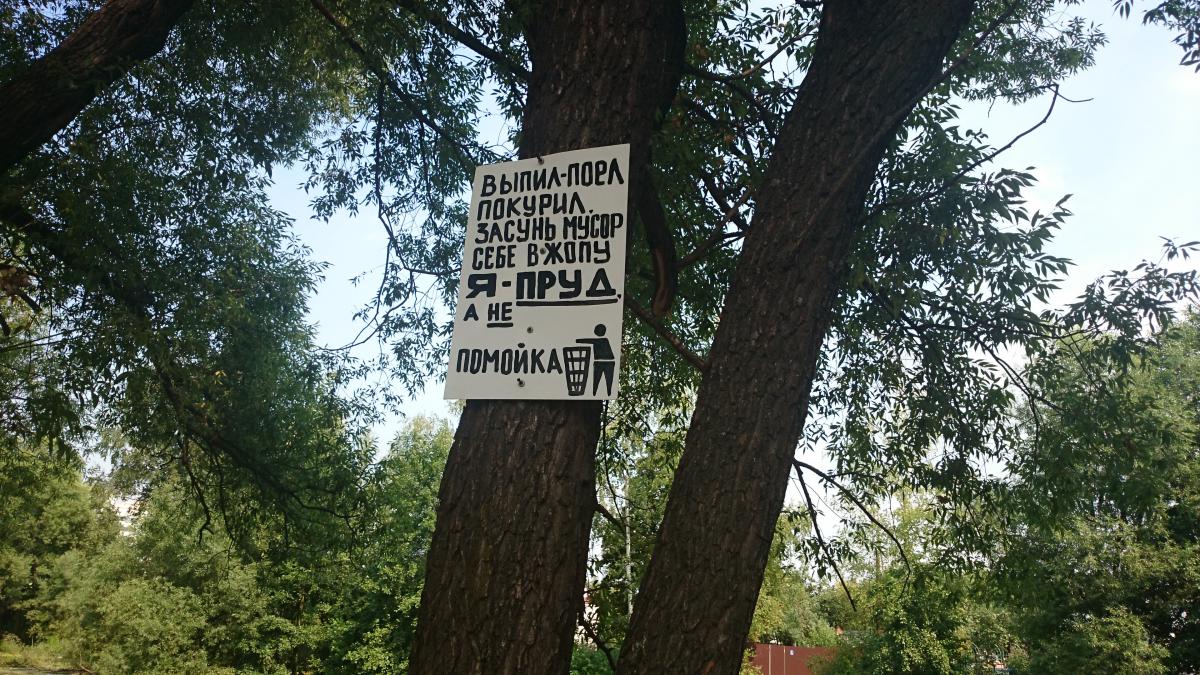 ВЫПИЛ-ПОЕЛ
ПОКУРИЛ.
ЗАСУНЬ МУСОР
СЕБЕ В ЖОПУ
Я-ПРУД,
А НЕ
ПОМОЙКА